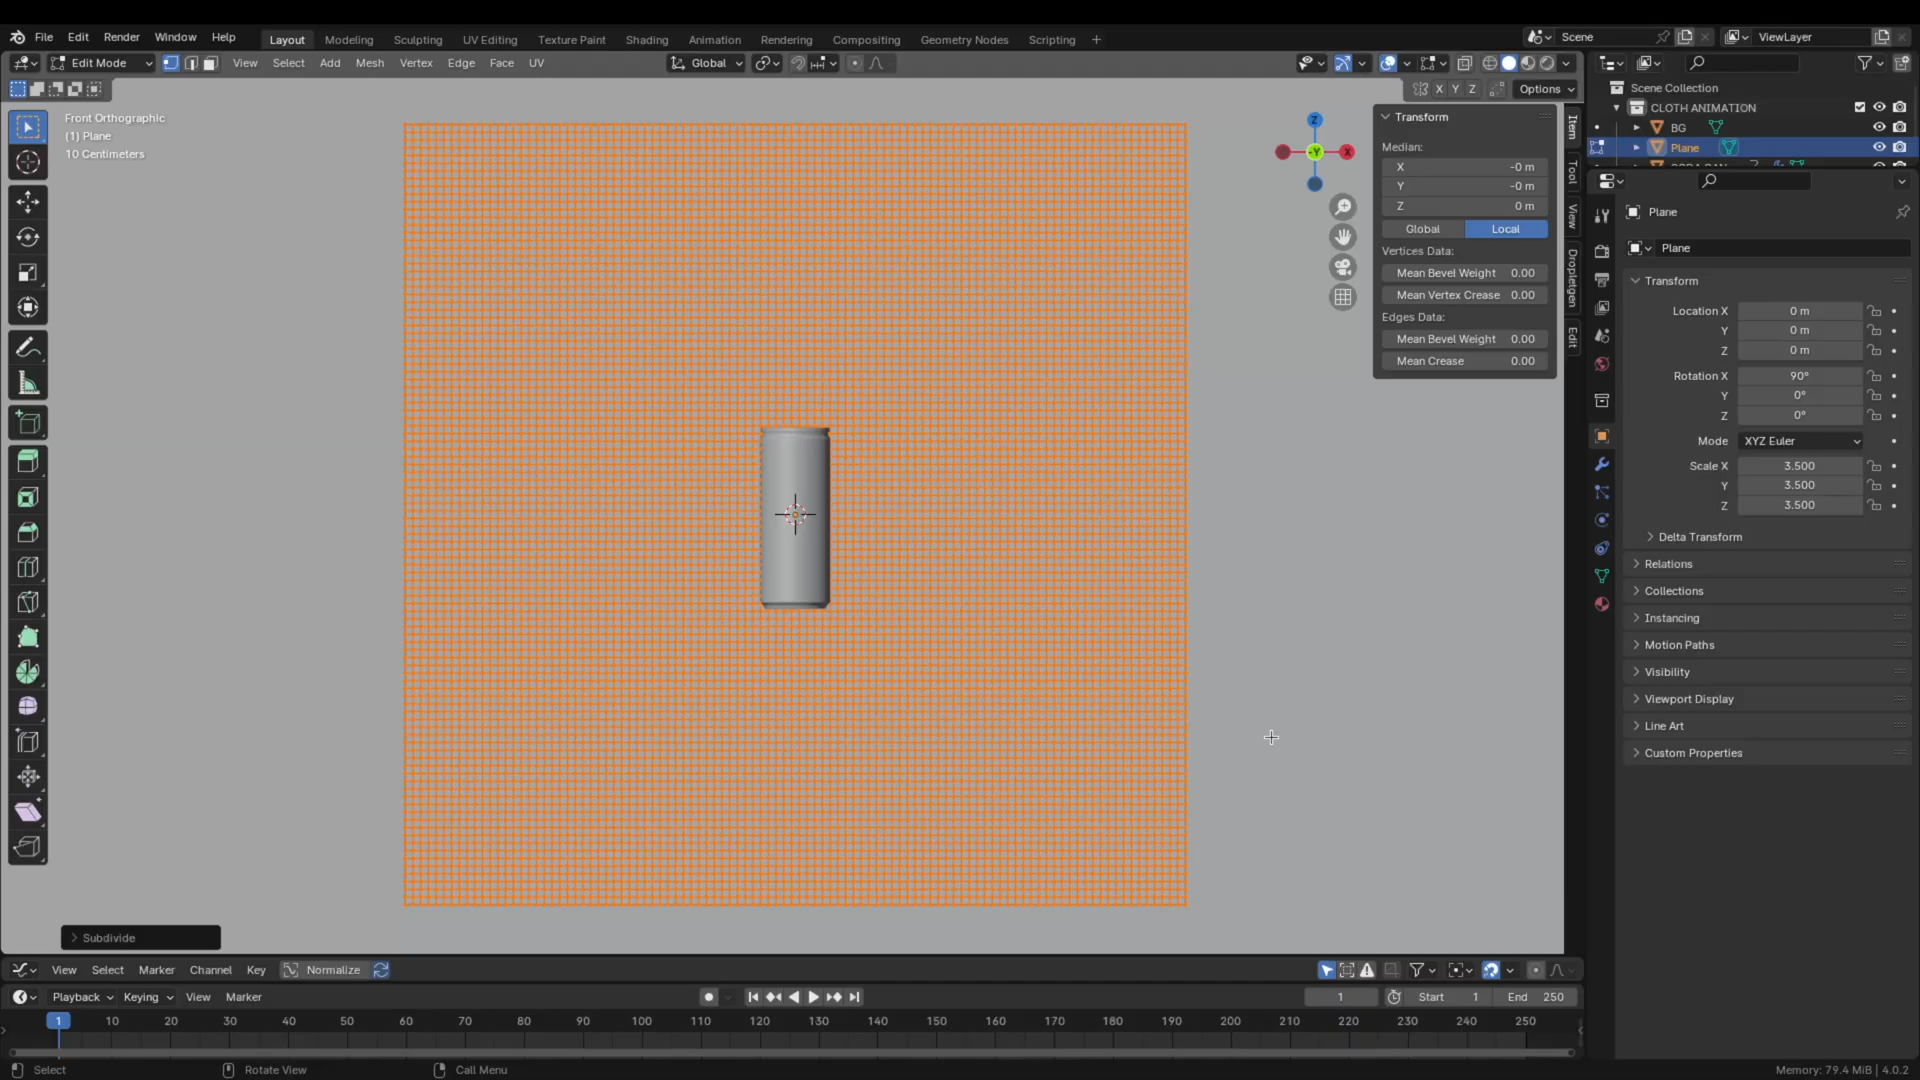 File Edit Render Window Help Layout Modeling Sculpting UV Editing Texture Paint Shading Animation Rendering Compositing Geometry Nodes Scripting + Scene ViewLayer
Edit Mode View Select Add Mesh Vertex Edge Face UV Global
X Y Z Options
Front Orthographic
(1) Plane
10 Centimeters
Z
-Y
X
Transform
Median:
X -0 m
Y -0 m
Z 0 m
Global Local
Vertices Data:
Mean Bevel Weight 0.00
Mean Vertex Crease 0.00
Edges Data:
Mean Bevel Weight 0.00
Mean Crease 0.00
Item
Tool
View
Dropletgen
Edit
Scene Collection
CLOTH ANIMATION
BG
Plane
Plane
Plane
Transform
Location X 0 m
Y 0 m
Z 0 m
Rotation X 90°
Y 0°
Z 0°
Mode XYZ Euler
Scale X 3.500
Y 3.500
Z 3.500
Delta Transform
Relations
Collections
Instancing
Motion Paths
Visibility
Viewport Display
Line Art
Custom Properties
Subdivide
View Select Marker Channel Key Normalize
Playback Keying View Marker 1 Start 1 End 250
1 10 20 30 40 50 60 70 80 90 100 110 120 130 140 150 160 170 180 190 200 210 220 230 240 250
Select Rotate View Call Menu Memory: 79.4 MiB | 4.0.2